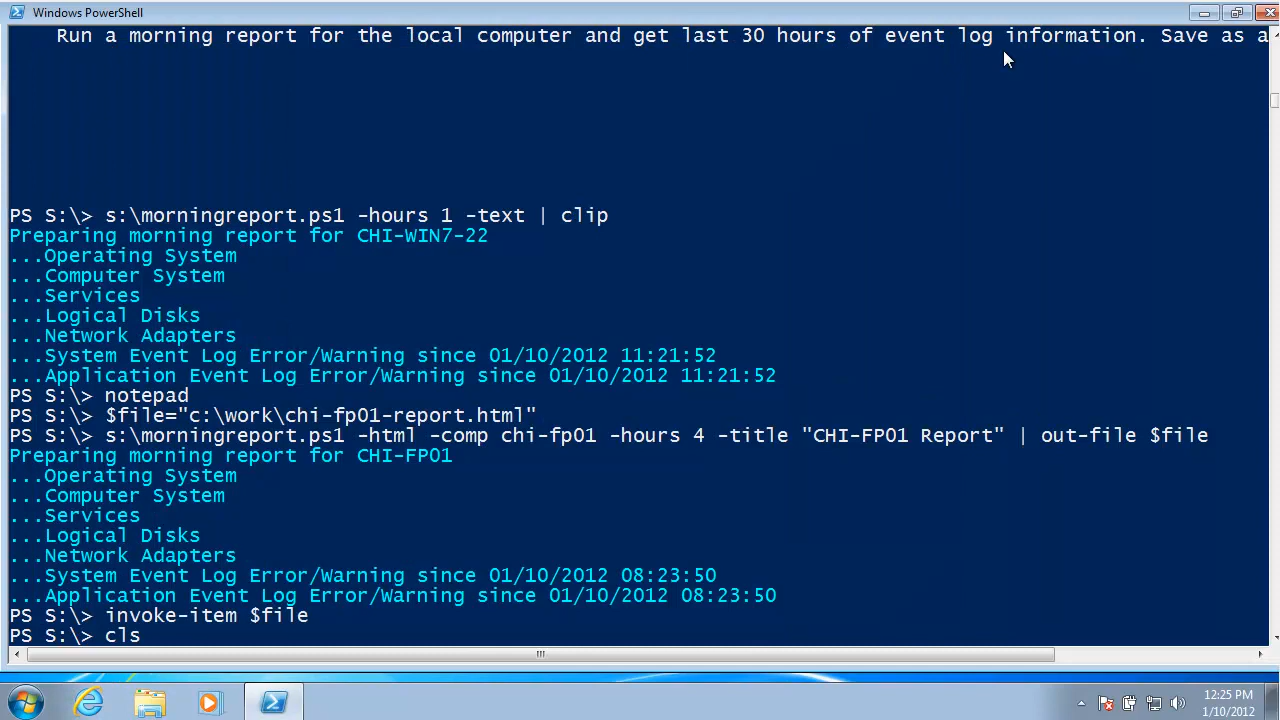 Windows PowerShell
Run a morning report for the local computer and get last 30 hours of event log information. Save as a
PS S:\> s:\morningreport.ps1 -hours 1 -text | clip
Preparing morning report for CHI-WIN7-22
...Operating System
...Computer System
...Services
...Logical Disks
...Network Adapters
...System Event Log Error/Warning since 01/10/2012 11:21:52
...Application Event Log Error/Warning since 01/10/2012 11:21:52
PS S:\> notepad
PS S:\> $file="c:\work\chi-fp01-report.html"
PS S:\> s:\morningreport.ps1 -html -comp chi-fp01 -hours 4 -title "CHI-FP01 Report" | out-file $file
Preparing morning report for CHI-FP01
...Operating System
...Computer System
...Services
...Logical Disks
...Network Adapters
...System Event Log Error/Warning since 01/10/2012 08:23:50
...Application Event Log Error/Warning since 01/10/2012 08:23:50
PS S:\> invoke-item $file
PS S:\> cls
12:25 PM
1/10/2012